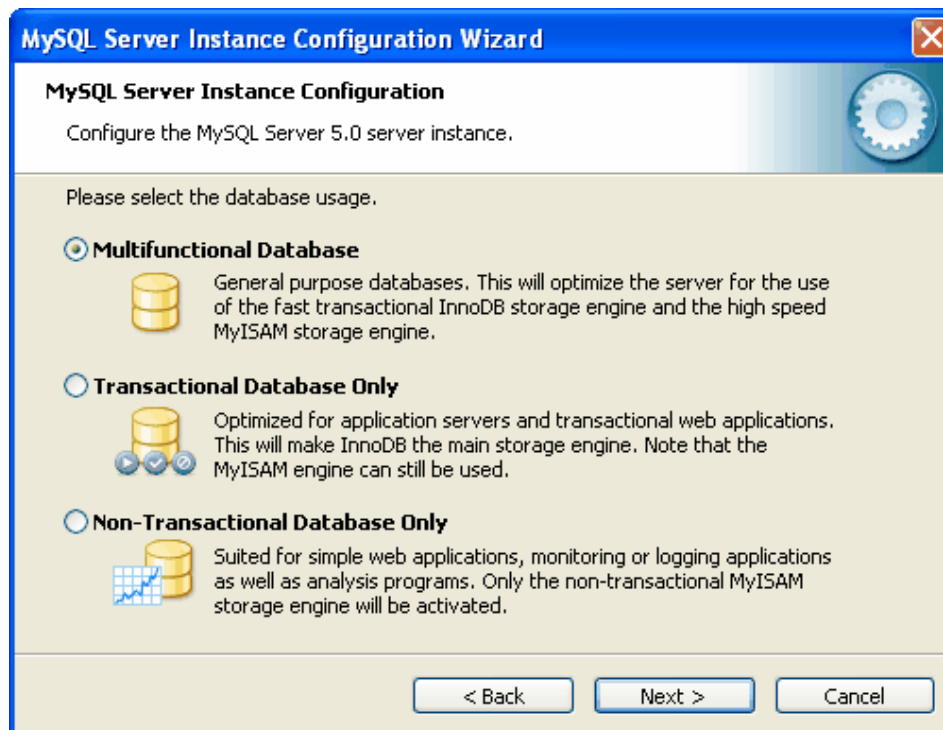 MySQL Server Instance Configuration Wizard
MySQL Server Instance Configuration
Configure the MySQL Server 5.0 server instance.
Please select the database usage.
Multifunctional Database
General purpose databases. This will optimize the server for the use
of the fast transactional InnoDB storage engine and the high speed
MyISAM storage engine.
Transactional Database Only
Optimized for application servers and transactional web applications.
This will make InnoDB the main storage engine. Note that the
MyISAM engine can still be used.
Non-Transactional Database Only
Suited for simple web applications, monitoring or logging applications
as well as analysis programs. Only the non-transactional MyISAM
storage engine will be activated.
< Back Next > Cancel